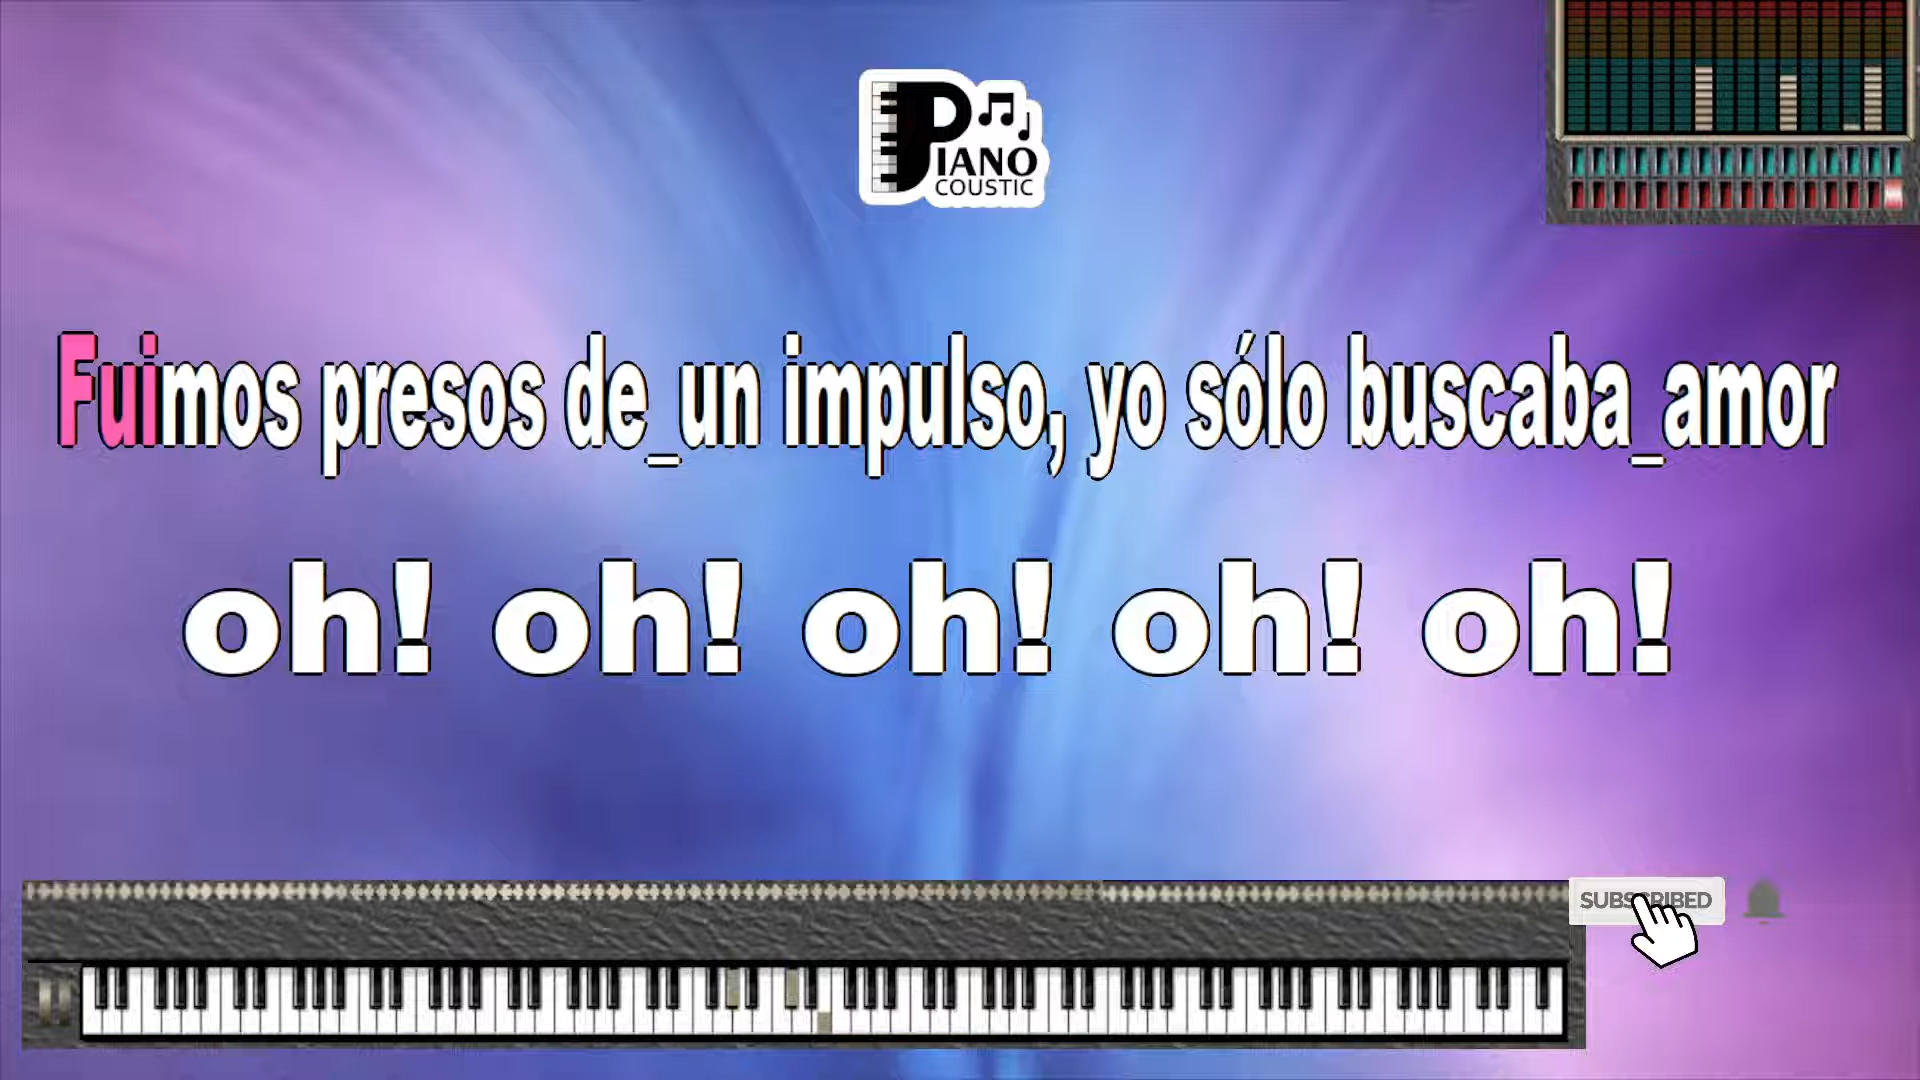 PIANO
COUSTIC
Fuimos presos de_un impulso, yo sólo buscaba_amor
oh! oh! oh! oh! oh!
SUBSCRIBED